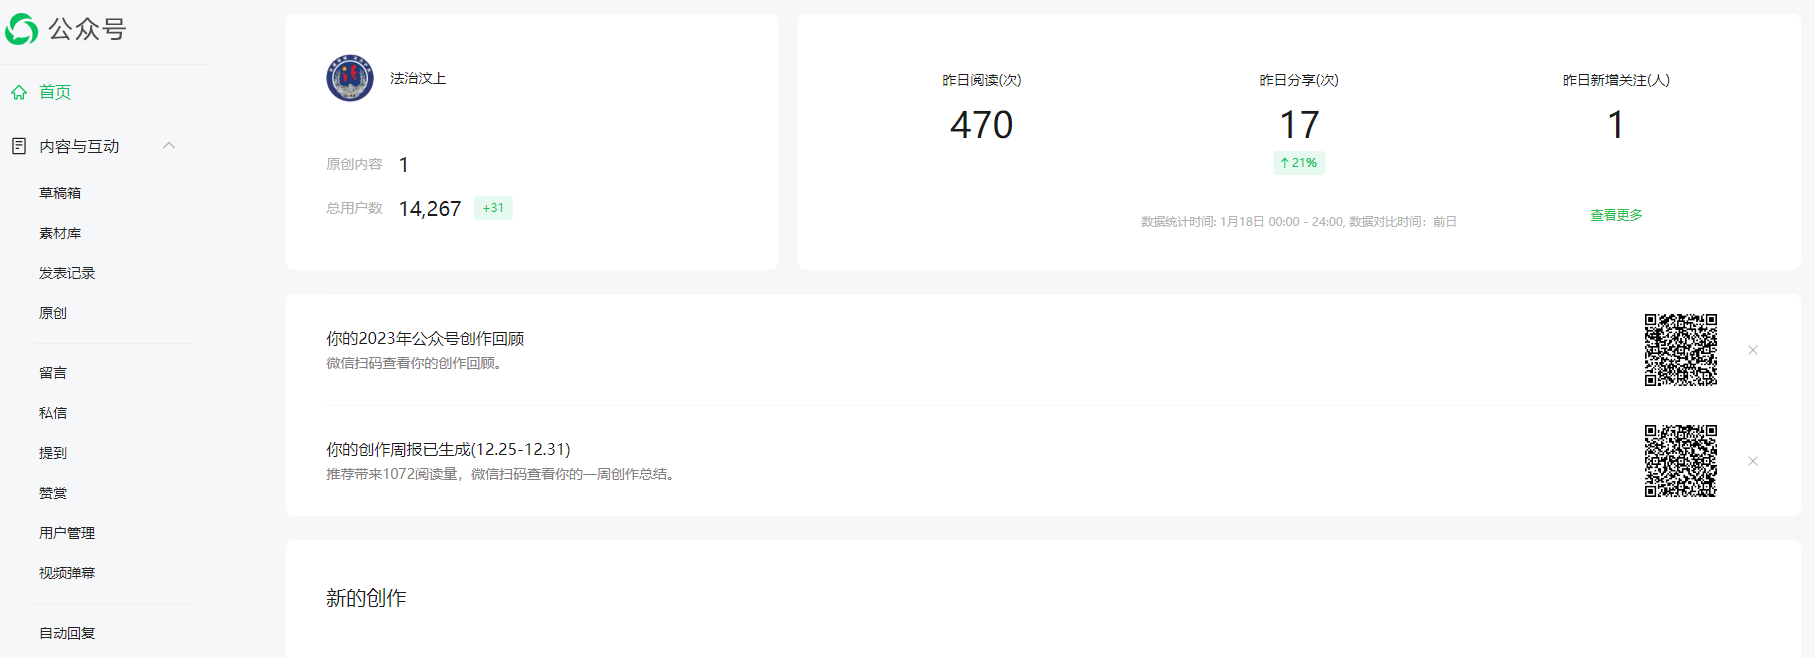 公众号
首页
内容与互动
草稿箱
素材库
发表记录
原创
留言
私信
提到
赞赏
用户管理
视频弹幕
自动回复
法治汶上
原创内容 1
总用户数 14,267 +31
昨日阅读(次)
470
昨日分享(次)
17
↑21%
昨日新增关注(人)
1
数据统计时间: 1月18日 00:00 - 24:00, 数据对比时间：前日
查看更多
你的2023年公众号创作回顾
微信扫码查看你的创作回顾。
你的创作周报已生成(12.25-12.31)
推荐带来1072阅读量，微信扫码查看你的一周创作总结。
新的创作